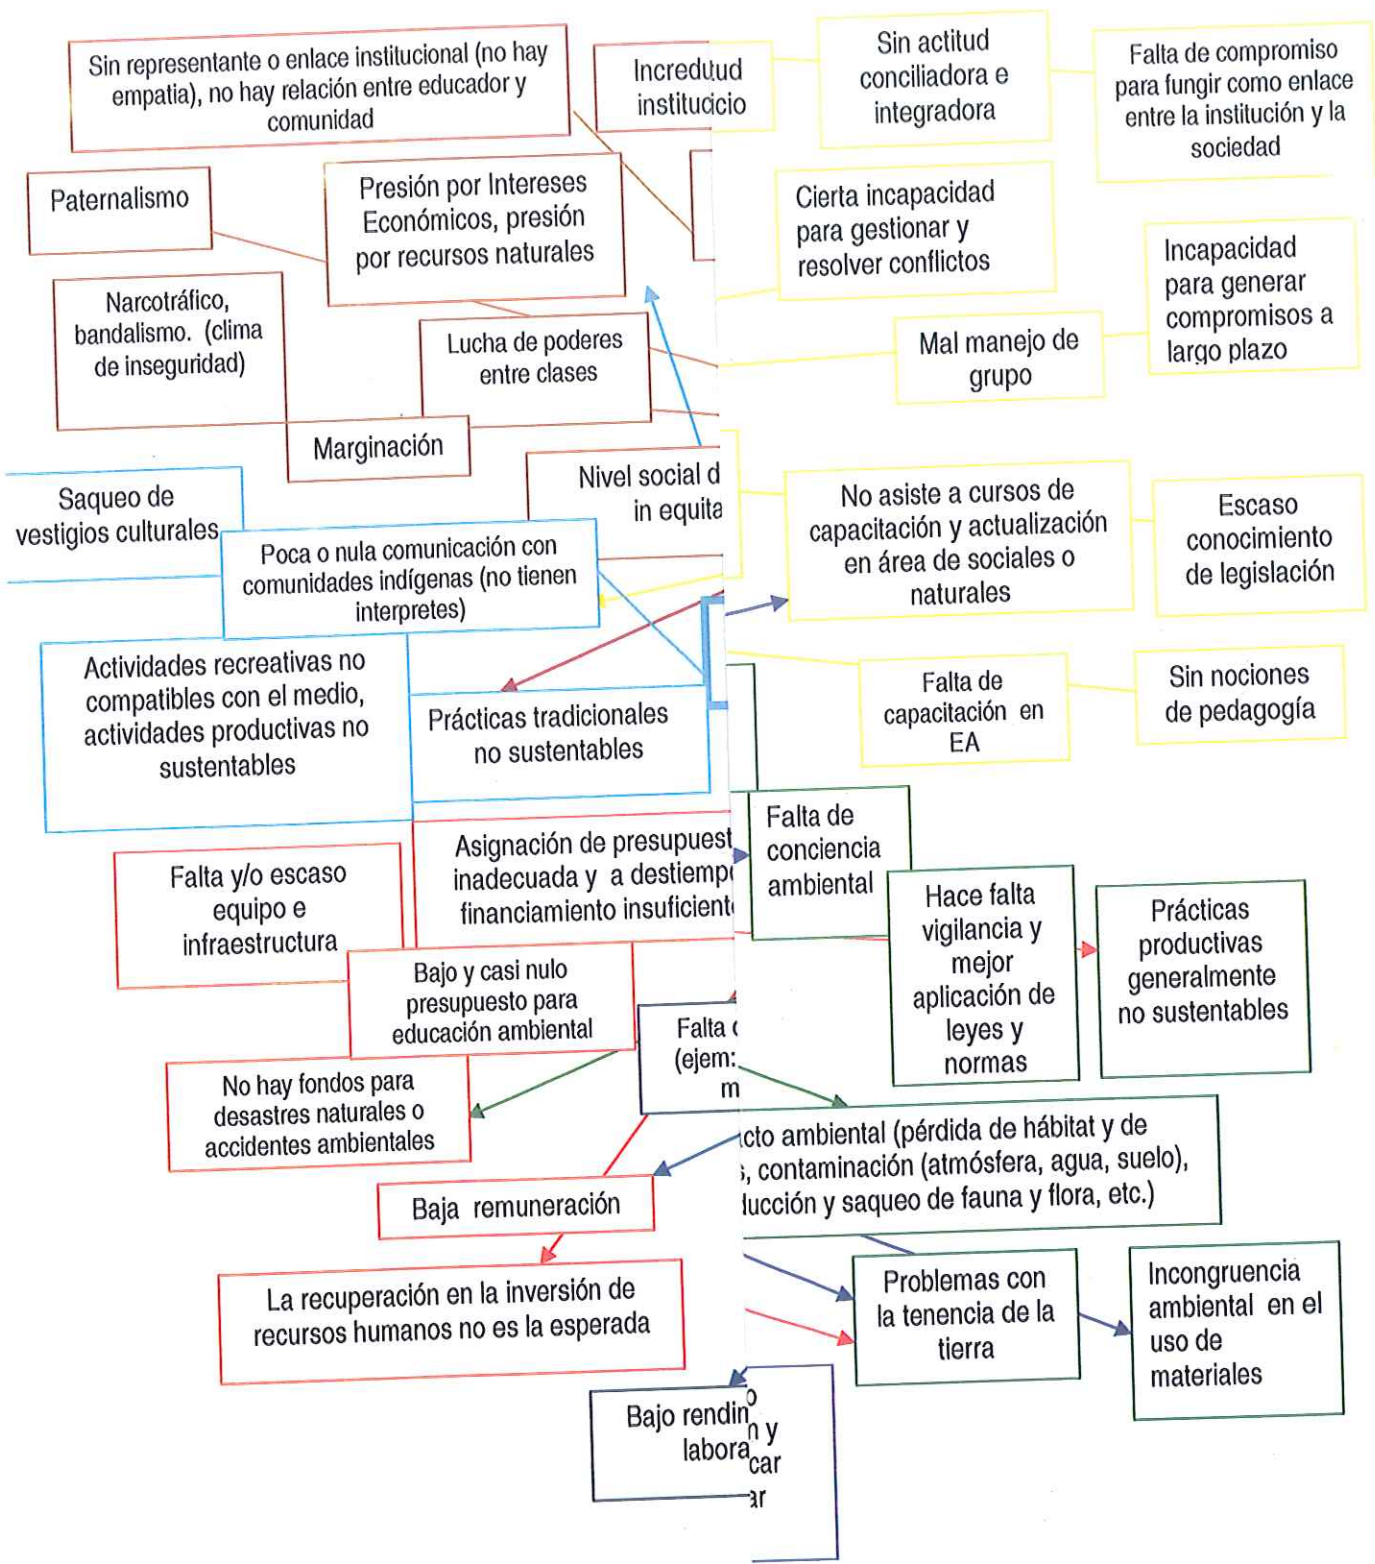 Sin representante o enlace institucional (no hay
empatia), no hay relación entre educador y
comunidad
Sin actitud
conciliadora e
integradora
Falta de compromiso
para fungir como enlace
entre la institución y la
sociedad
Paternalismo
Presión por Intereses
Económicos, presión
por recursos naturales
Cierta incapacidad
para gestionar y
resolver conflictos
Incapacidad
para generar
compromisos a
largo plazo
Narcotráfico,
bandalismo. (clima
de inseguridad)
Lucha de poderes
entre clases
Mal manejo de
grupo
Marginación
Nivel social d
in equita
Saqueo de
vestigios culturales
Poca o nula comunicación con
comunidades indígenas (no tienen
interpretes)
No asiste a cursos de
capacitación y actualización
en área de sociales o
naturales
Escaso
conocimiento
de legislación
Actividades recreativas no
compatibles con el medio,
actividades productivas no
sustentables
Prácticas tradicionales
no sustentables
Falta de
capacitación en
EA
Sin nociones
de pedagogía
Falta y/o escaso
equipo e
infraestructura
Asignación de presupuest
inadecuada y a destiempo
financiamiento insuficient
Falta de
conciencia
ambiental
Hace falta
vigilancia y
mejor
aplicación de
leyes y
normas
Prácticas
productivas
generalmente
no sustentables
Bajo y casi nulo
presupuesto para
educación ambiental
Falta
(ejem:
m
No hay fondos para
desastres naturales o
accidentes ambientales
cto ambiental (pérdida de hábitat y de
s, contaminación (atmósfera, agua, suelo),
ducción y saqueo de fauna y flora, etc.)
Baja remuneración
La recuperación en la inversión de
recursos humanos no es la esperada
Problemas con
la tenencia de la
tierra
Incongruencia
ambiental en el
uso de
materiales
Bajo rendin
labora
o
n y
car
ar